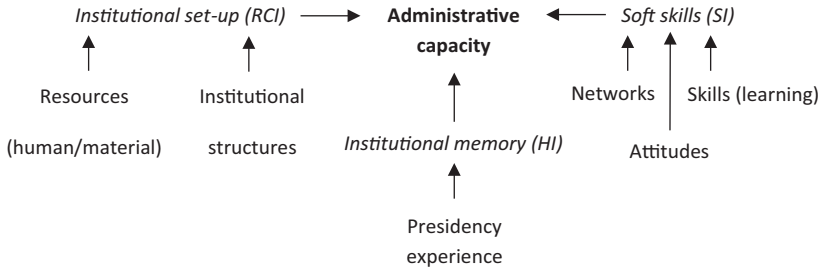 Institutional set-up (RCI)
Administrative
capacity
Soft skills (SI)
Resources
(human/material)
Institutional
structures
Institutional memory (HI)
Presidency
experience
Networks
Skills (learning)
Attitudes